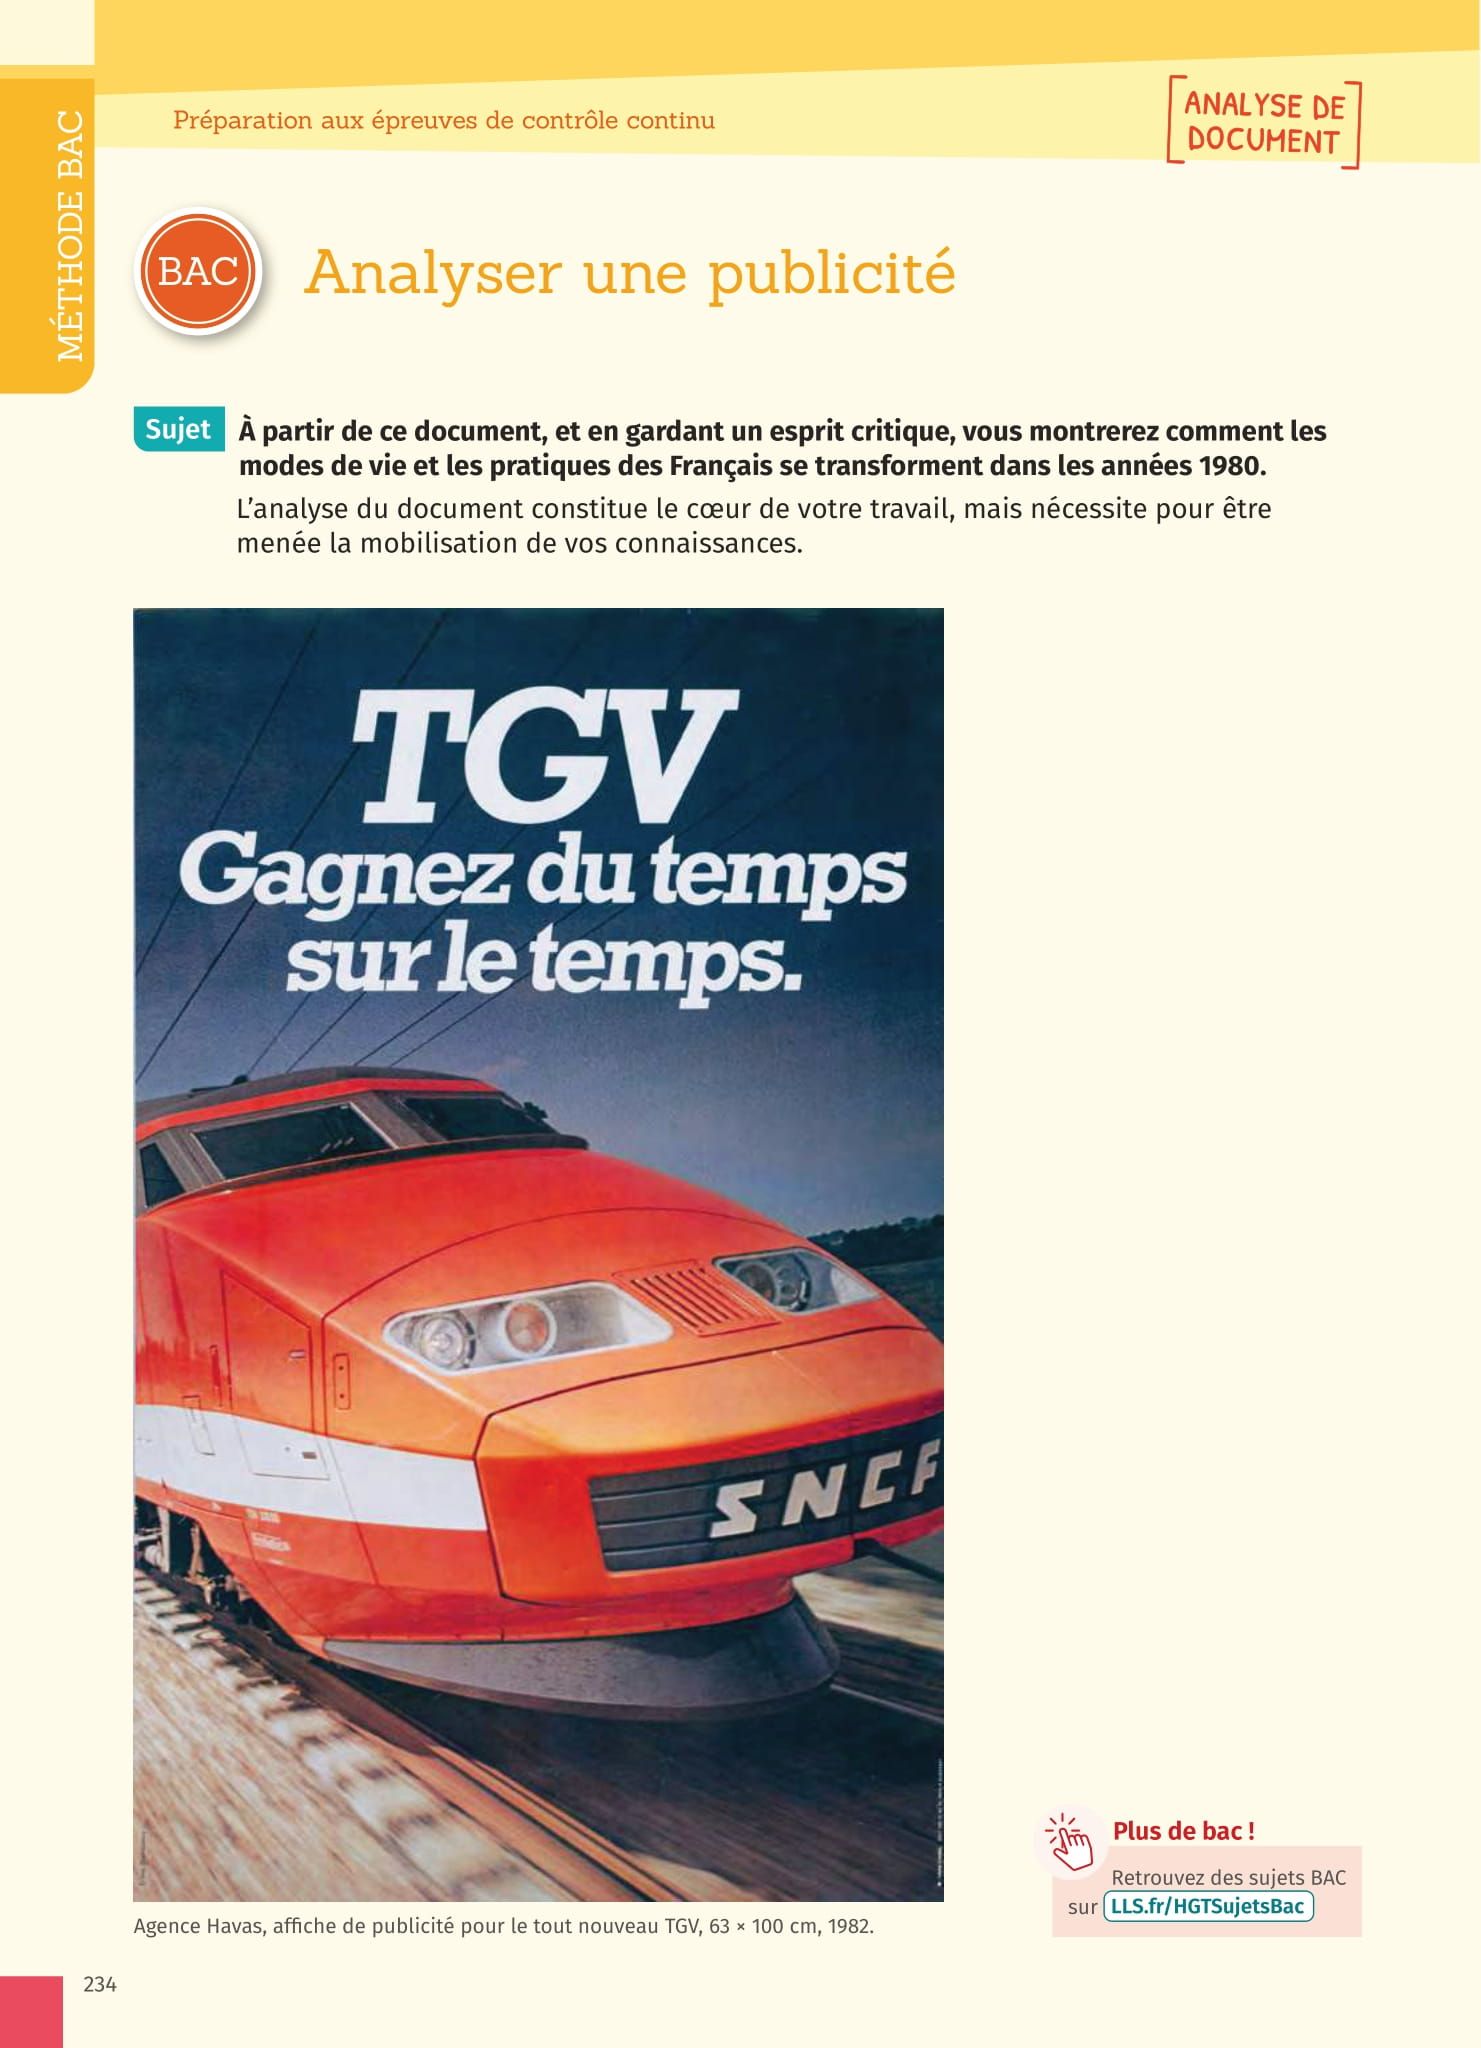 MÉTHODE BAC
Préparation aux épreuves de contrôle continu
ANALYSE DE
DOCUMENT
BAC
Analyser une publicité
Sujet
À partir de ce document, et en gardant un esprit critique, vous montrerez comment les
modes de vie et les pratiques des Français se transforment dans les années 1980.
L'analyse du document constitue le cœur de votre travail, mais nécessite pour être
menée la mobilisation de vos connaissances.
TGV
Gagnez du temps
sur le temps.
SNCF
Agence Havas, affiche de publicité pour le tout nouveau TGV, 63 × 100 cm, 1982.
Plus de bac !
Retrouvez des sujets BAC
sur LLS.fr/HGTSujetsBac
234